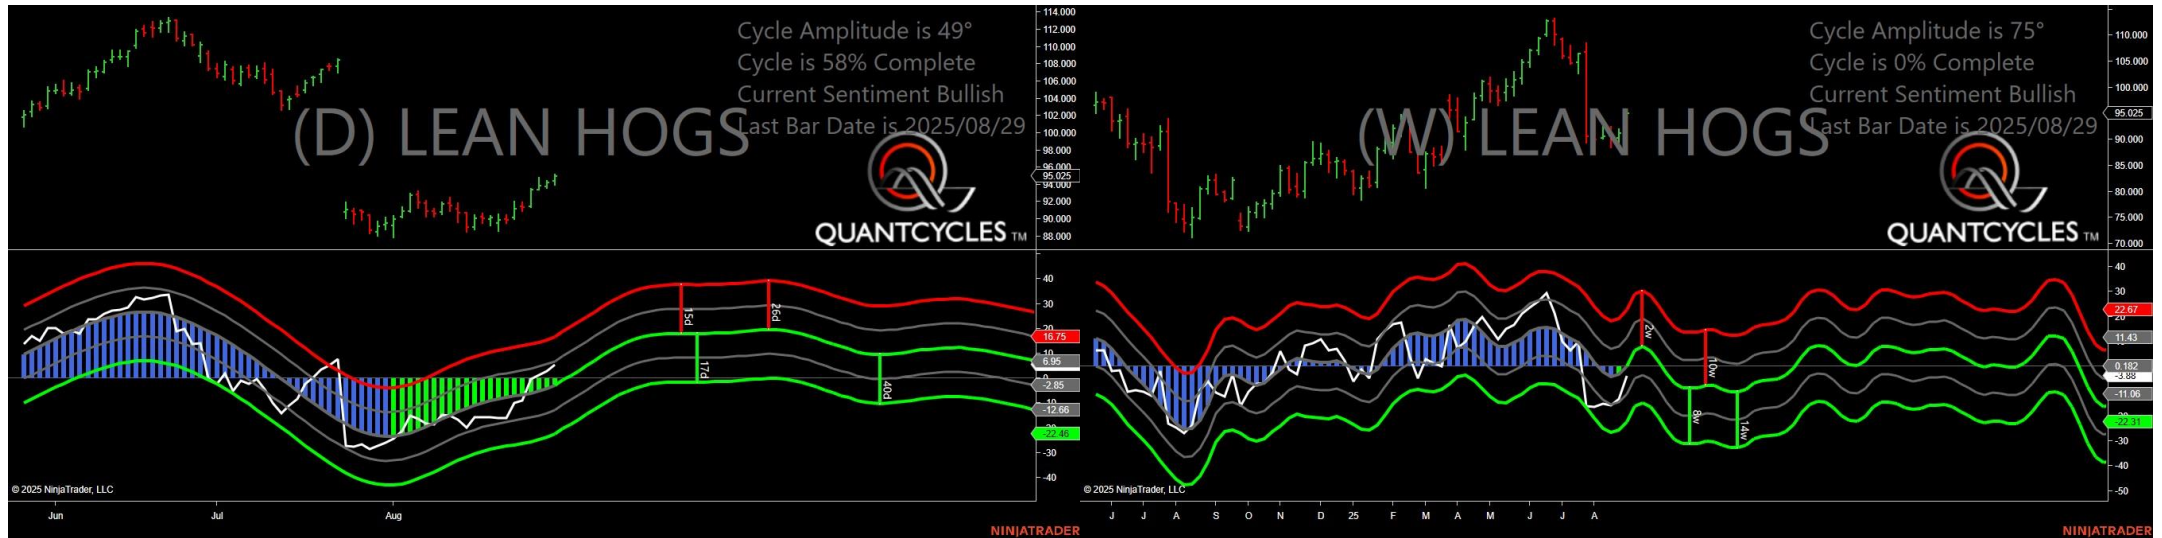 Cycle Amplitude is 49°
Cycle is 58% Complete
Current Sentiment Bullish
Last Bar Date is 2025/08/29
(D) LEAN HOGS
QUANTCYCLES TM
114.000
110.000
108.000
106.000
104.000
102.000
100.000
98.000
96.000
95.025
94.000
92.000
90.000
88.000
15d
26d
17d
40d
40
30
20
16.75
10
6.95
0
-2.85
-10
-12.66
-20
-22.46
-30
-40
© 2025 NinjaTrader, LLC
Jun Jul Aug
NINJATRADER
Cycle Amplitude is 75°
Cycle is 0% Complete
Current Sentiment Bullish
Last Bar Date is 2025/08/29
(W) LEAN HOGS
QUANTCYCLES TM
110.000
105.000
100.000
95.025
90.000
85.000
80.000
75.000
70.000
2w
10w
8w
14w
40
30
22.67
20
11.43
0.182
-3.88
-11.06
-20
-22.31
-30
-40
-50
© 2025 NinjaTrader, LLC
J J A S O N D 25 F M A M J J A
NINJATRADER